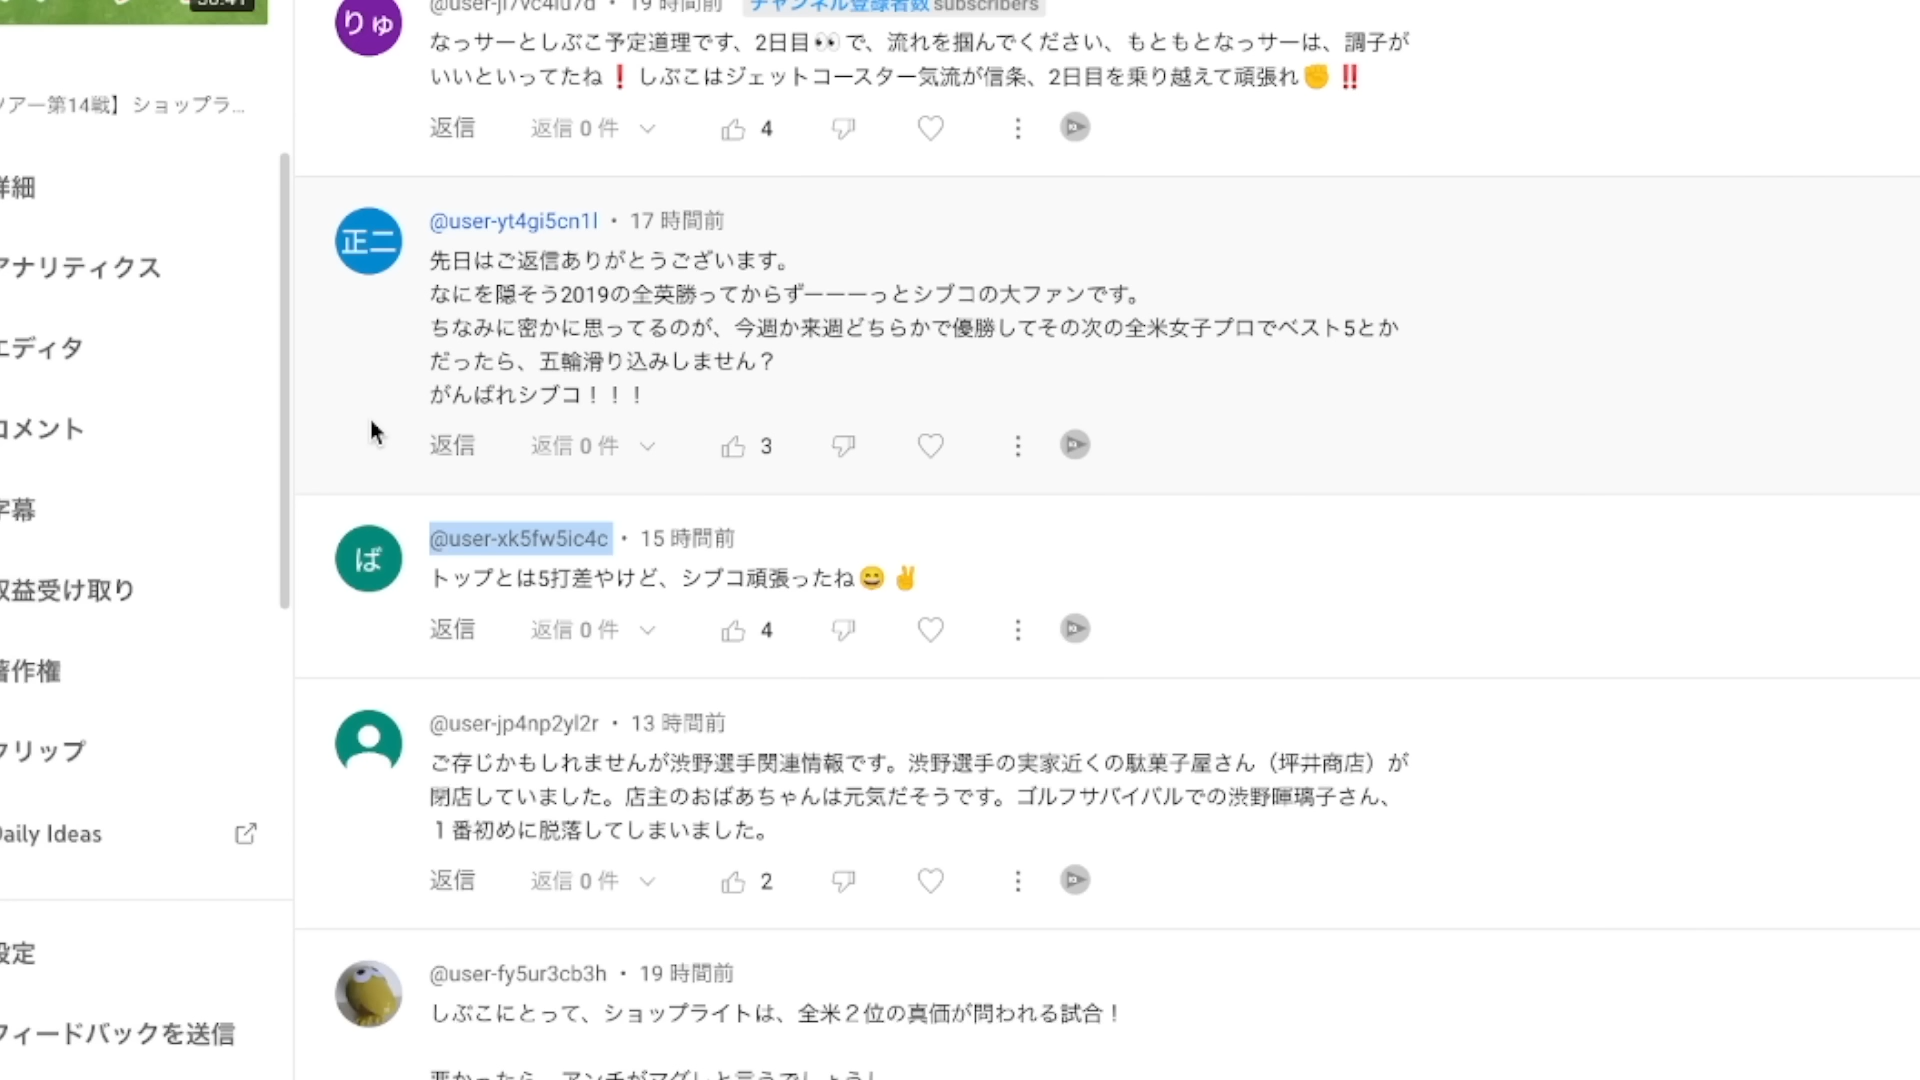 チャンネル登録者数 subscribers
りゅ
なっサーとしぶこ予定道理です、2日目👀で、流れを掴んでください、もともとなっサーは、調子が
いいといってたね❗しぶこはジェットコースター気流が信条、2日目を乗り越えて頑張れ✊‼️
返信 返信 0 件 4
ツアー第14戦】ショップラ...
詳細
アナリティクス
エディタ
コメント
字幕
収益受け取り
著作権
クリップ
Daily Ideas
設定
フィードバックを送信
正二
@user-yt4gi5cn1l • 17 時間前
先日はご返信ありがとうございます。
なにを隠そう2019の全英勝ってからずーーーっとシブコの大ファンです。
ちなみに密かに思ってるのが、今週か来週どちらかで優勝してその次の全米女子プロでベスト5とか
だったら、五輪滑り込みしません？
がんばれシブコ！！！
返信 返信 0 件 3
ば
@user-xk5fw5ic4c • 15 時間前
トップとは5打差やけど、シブコ頑張ったね😄✌️
返信 返信 0 件 4
@user-jp4np2yl2r • 13 時間前
ご存じかもしれませんが渋野選手関連情報です。渋野選手の実家近くの駄菓子屋さん（坪井商店）が
閉店していました。店主のおばあちゃんは元気だそうです。ゴルフサバイバルでの渋野暉璃子さん、
１番初めに脱落してしまいました。
返信 返信 0 件 2
@user-fy5ur3cb3h • 19 時間前
しぶこにとって、ショップライトは、全米２位の真価が問われる試合！